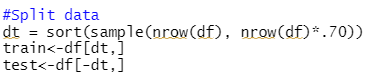 #Split data
dt = sort(sample(nrow(df), nrow(df)*.70))
train<-df[dt,]
test<-df[-dt,]